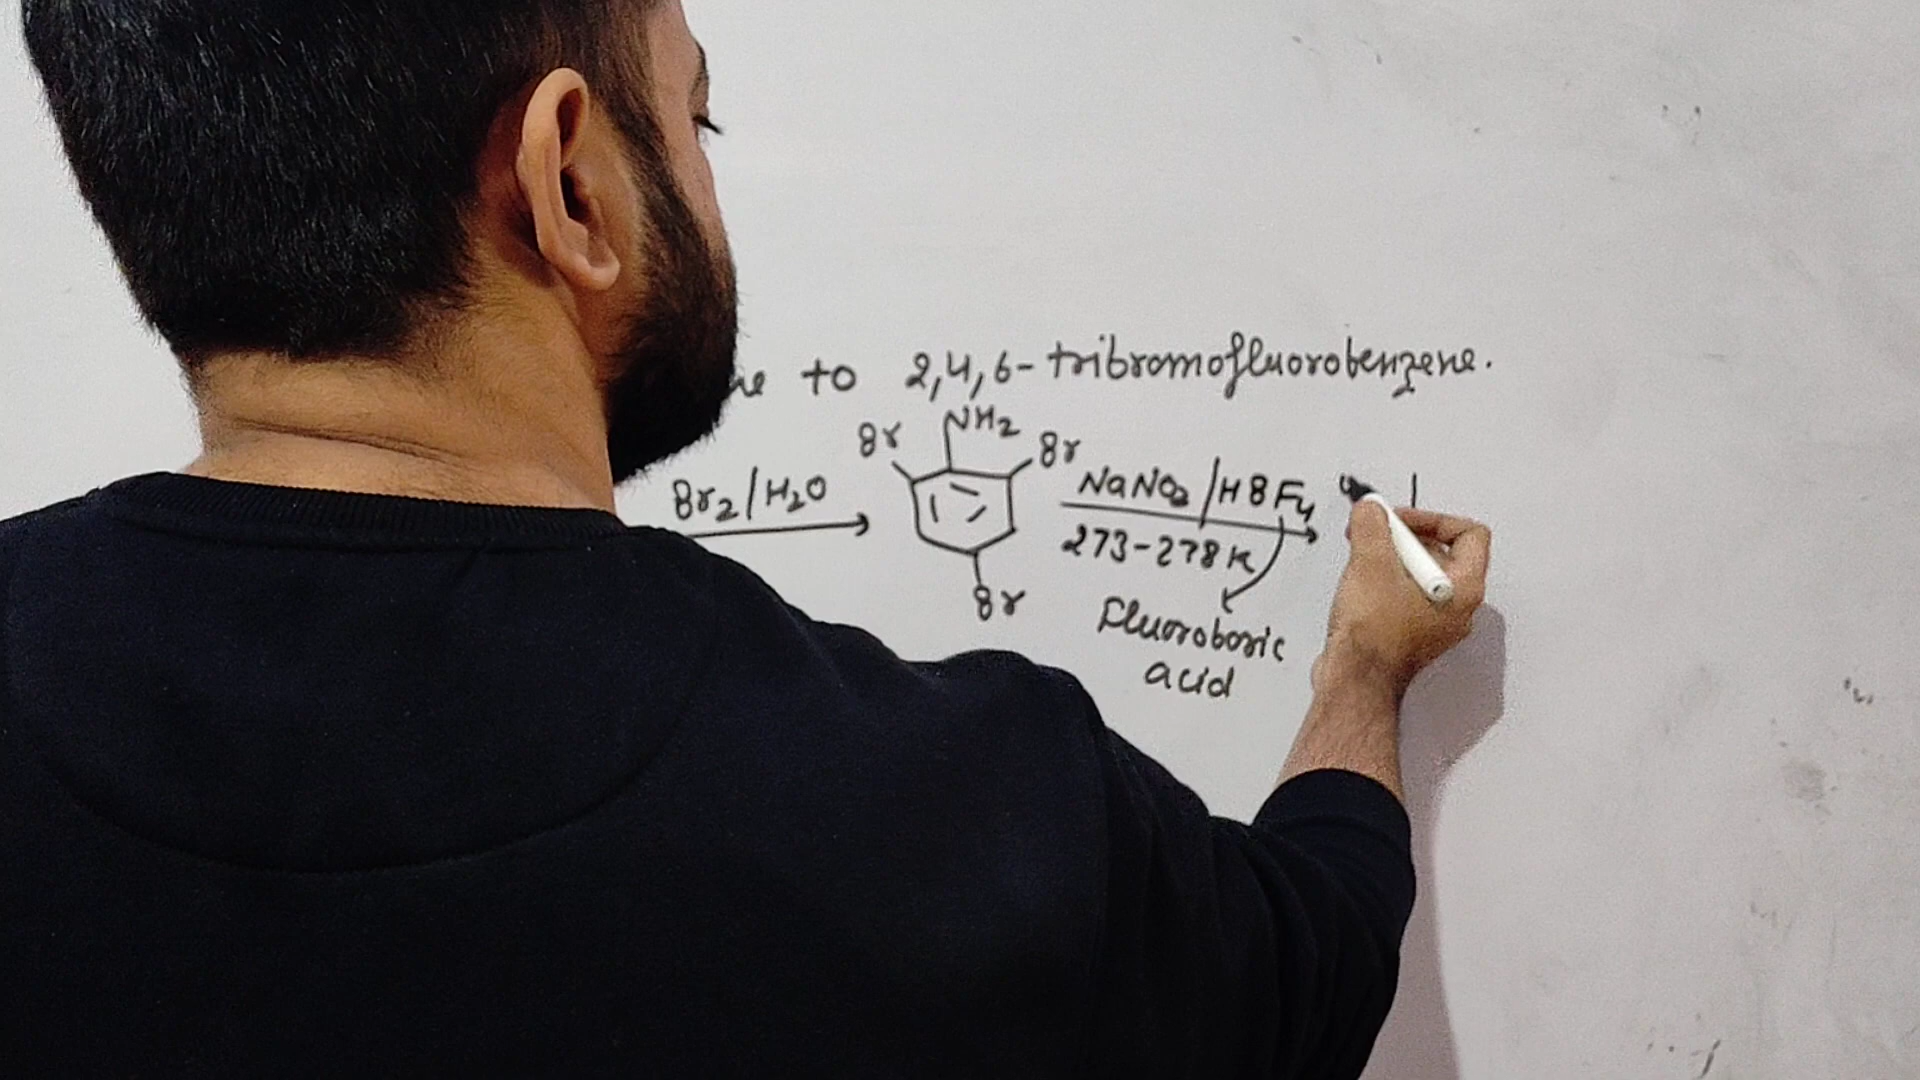 to 2,4,6-tribromofluorobenzene.
NH2
Br Br
Br2/H2O
NaNO2/HBF4
273-278K
Br
Fluoroboric
acid